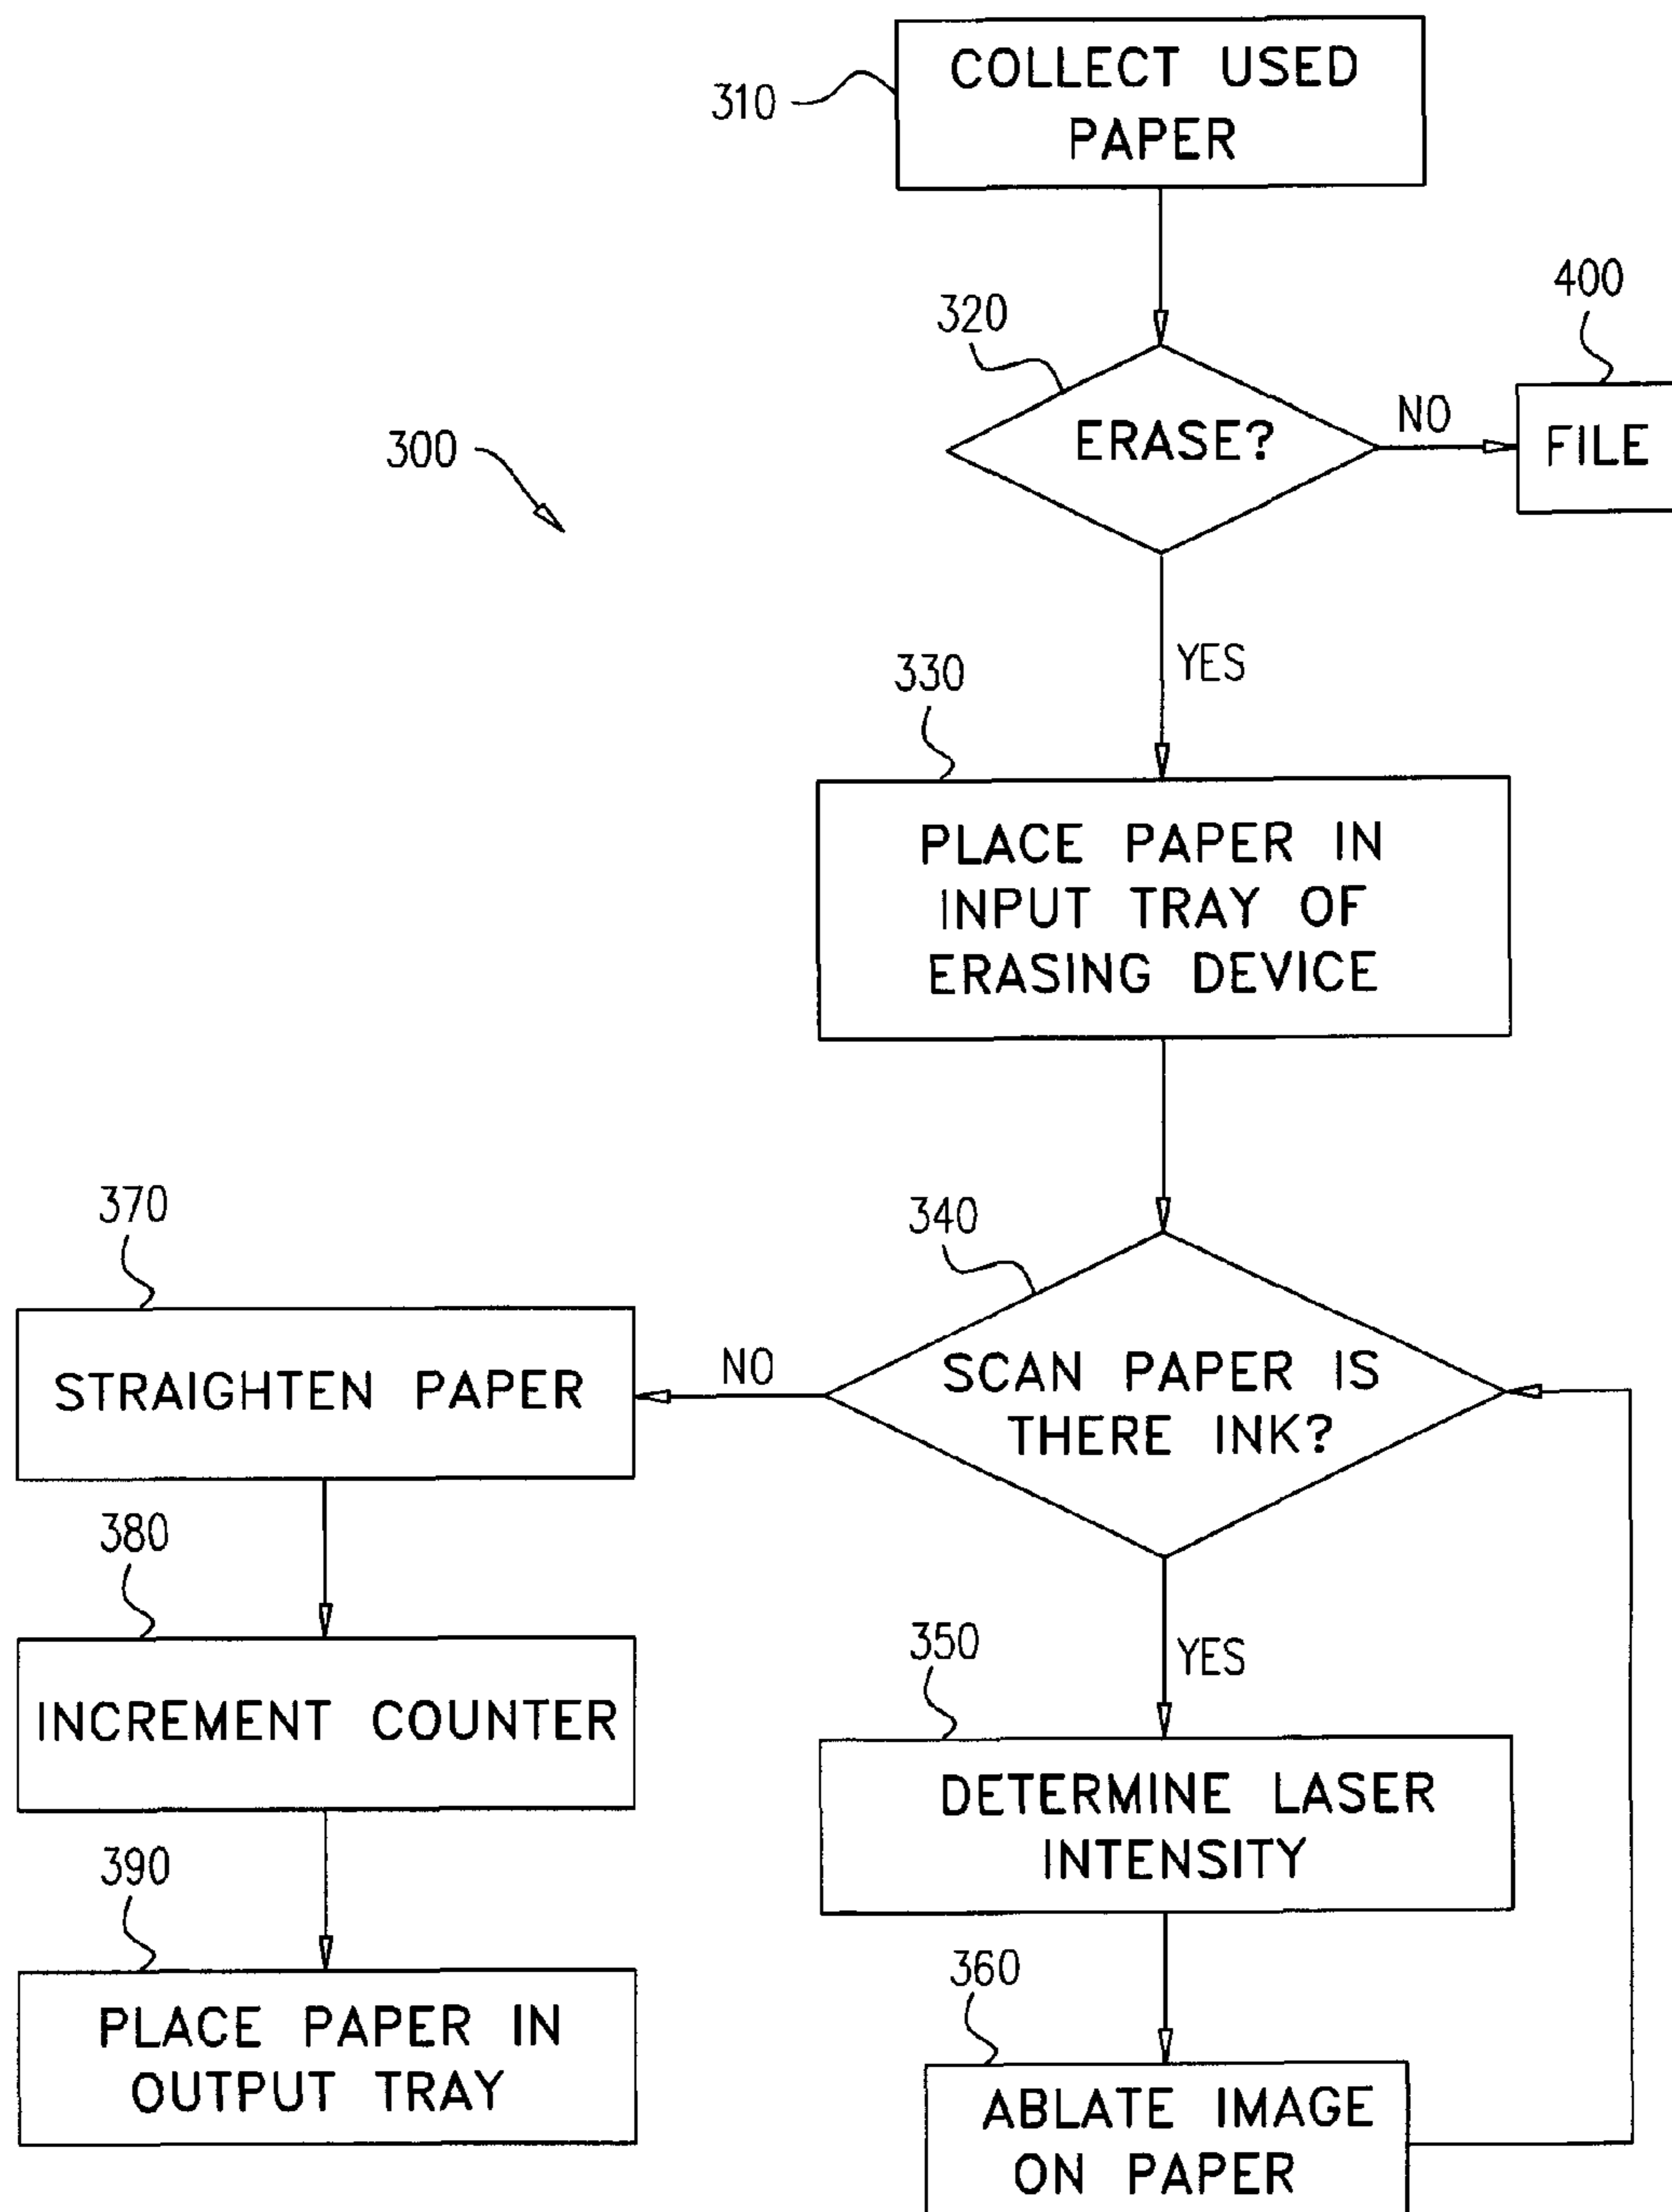 310
COLLECT USED
PAPER
400
320
ERASE?
NO
FILE
300
YES
330
PLACE PAPER IN
INPUT TRAY OF
ERASING DEVICE
370
340
STRAIGHTEN PAPER
NO
SCAN PAPER IS
THERE INK?
380
350
YES
INCREMENT COUNTER
DETERMINE LASER
INTENSITY
390
360
PLACE PAPER IN
OUTPUT TRAY
ABLATE IMAGE
ON PAPER